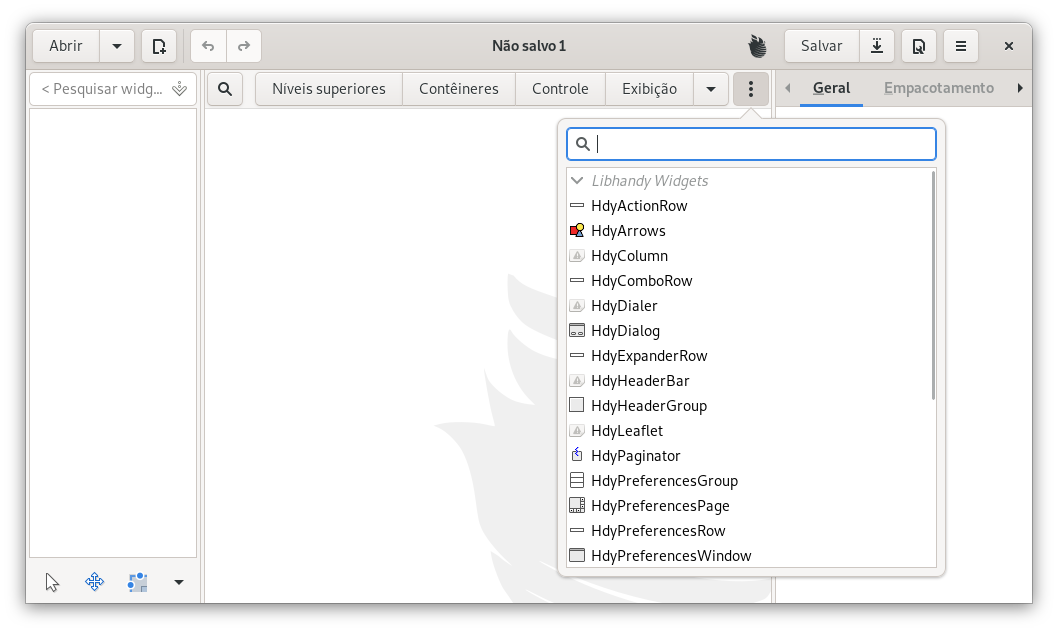 Abrir
Não salvo 1
Salvar
< Pesquisar widg...
Níveis superiores
Contêineres
Controle
Exibição
Geral
Empacotamento
Libhandy Widgets
HdyActionRow
HdyArrows
HdyColumn
HdyComboRow
HdyDialer
HdyDialog
HdyExpanderRow
HdyHeaderBar
HdyHeaderGroup
HdyLeaflet
HdyPaginator
HdyPreferencesGroup
HdyPreferencesPage
HdyPreferencesRow
HdyPreferencesWindow